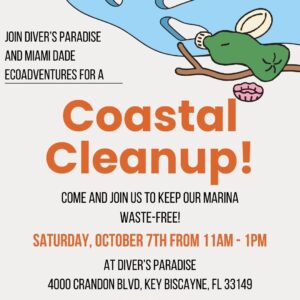 JOIN DIVER'S PARADISE
AND MIAMI DADE
ECOADVENTURES FOR A
Coastal
Cleanup!
COME AND JOIN US TO KEEP OUR MARINA
WASTE-FREE!
SATURDAY, OCTOBER 7TH FROM 11AM - 1PM
AT DIVER'S PARADISE
4000 CRANDON BLVD, KEY BISCAYNE, FL 33149